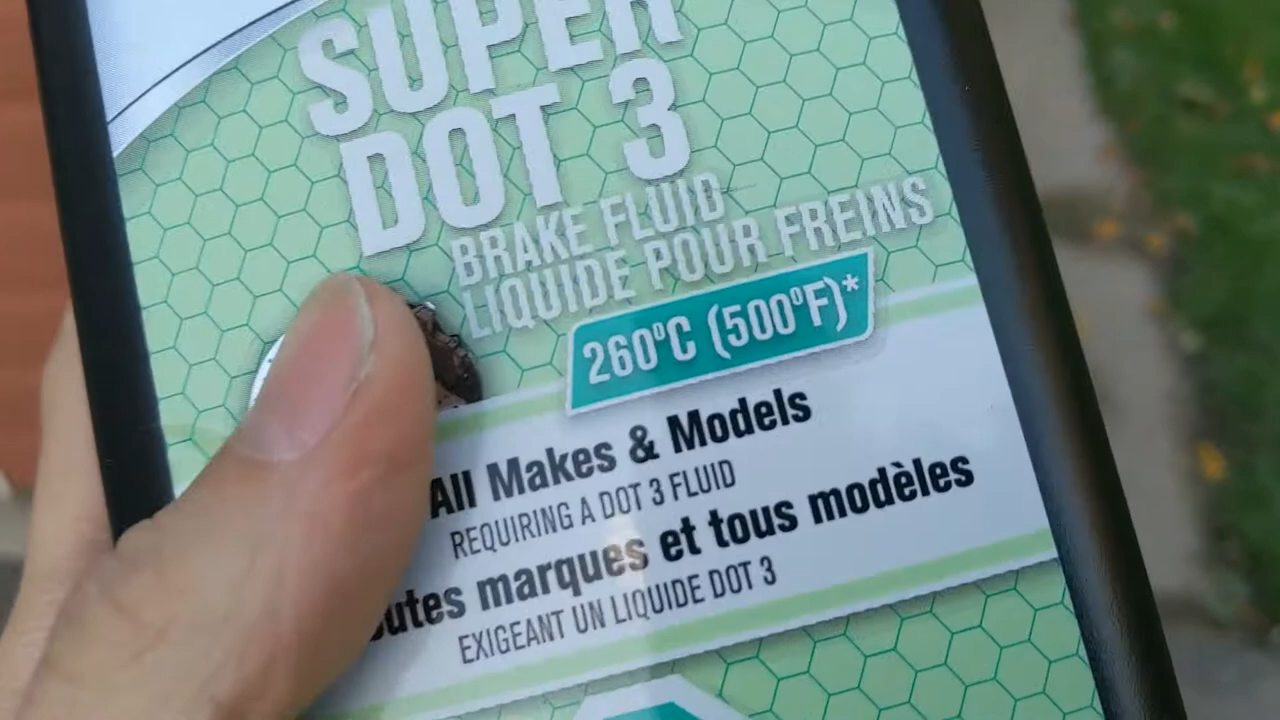 SUPER
DOT 3
BRAKE FLUID
LIQUIDE POUR FREINS
260°C (500°F)*
All Makes & Models
REQUIRING A DOT 3 FLUID
marques et tous modèles
EXIGEANT UN LIQUIDE DOT 3